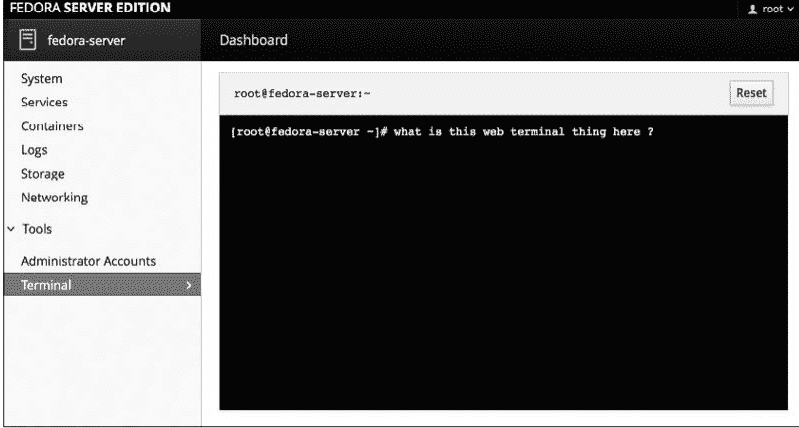 FEDORA SERVER EDITION
root
fedora-server
Dashboard
System
Services
Containers
Logs
Storage
Networking
Tools
Administrator Accounts
Terminal
root@fedora-server:~
Reset
[root@fedora-server ~]# what is this web terminal thing here ?